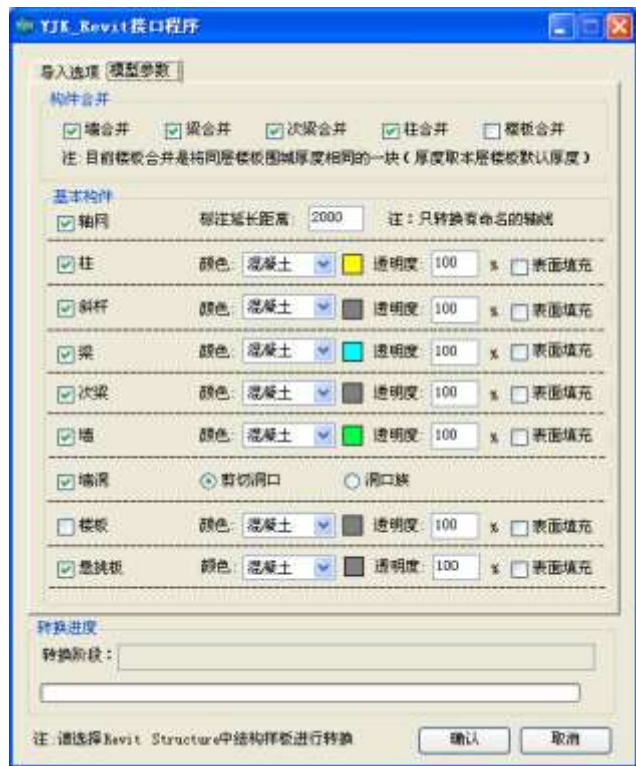 YJK_Revit接口程序
导入选项 模型参数
构件合并
墙合并 梁合并 次梁合并 柱合并 楼板合并
注:目前楼板合并是将同层楼板围城厚度相同的一块(厚度取本层楼板默认厚度)
基本构件
轴网 标注延长距离: 2000 注:只转换有命名的轴线
柱 颜色: 混凝土 透明度: 100 % 表面填充
斜杆 颜色: 混凝土 透明度: 100 % 表面填充
梁 颜色: 混凝土 透明度: 100 % 表面填充
次梁 颜色: 混凝土 透明度: 100 % 表面填充
墙 颜色: 混凝土 透明度: 100 % 表面填充
墙洞 剪切洞口 洞口族
楼板 颜色: 混凝土 透明度: 100 % 表面填充
悬挑板 颜色: 混凝土 透明度: 100 % 表面填充
转换进度
转换阶段:
注:请选择Revit Structure中结构样板进行转换 确认 取消